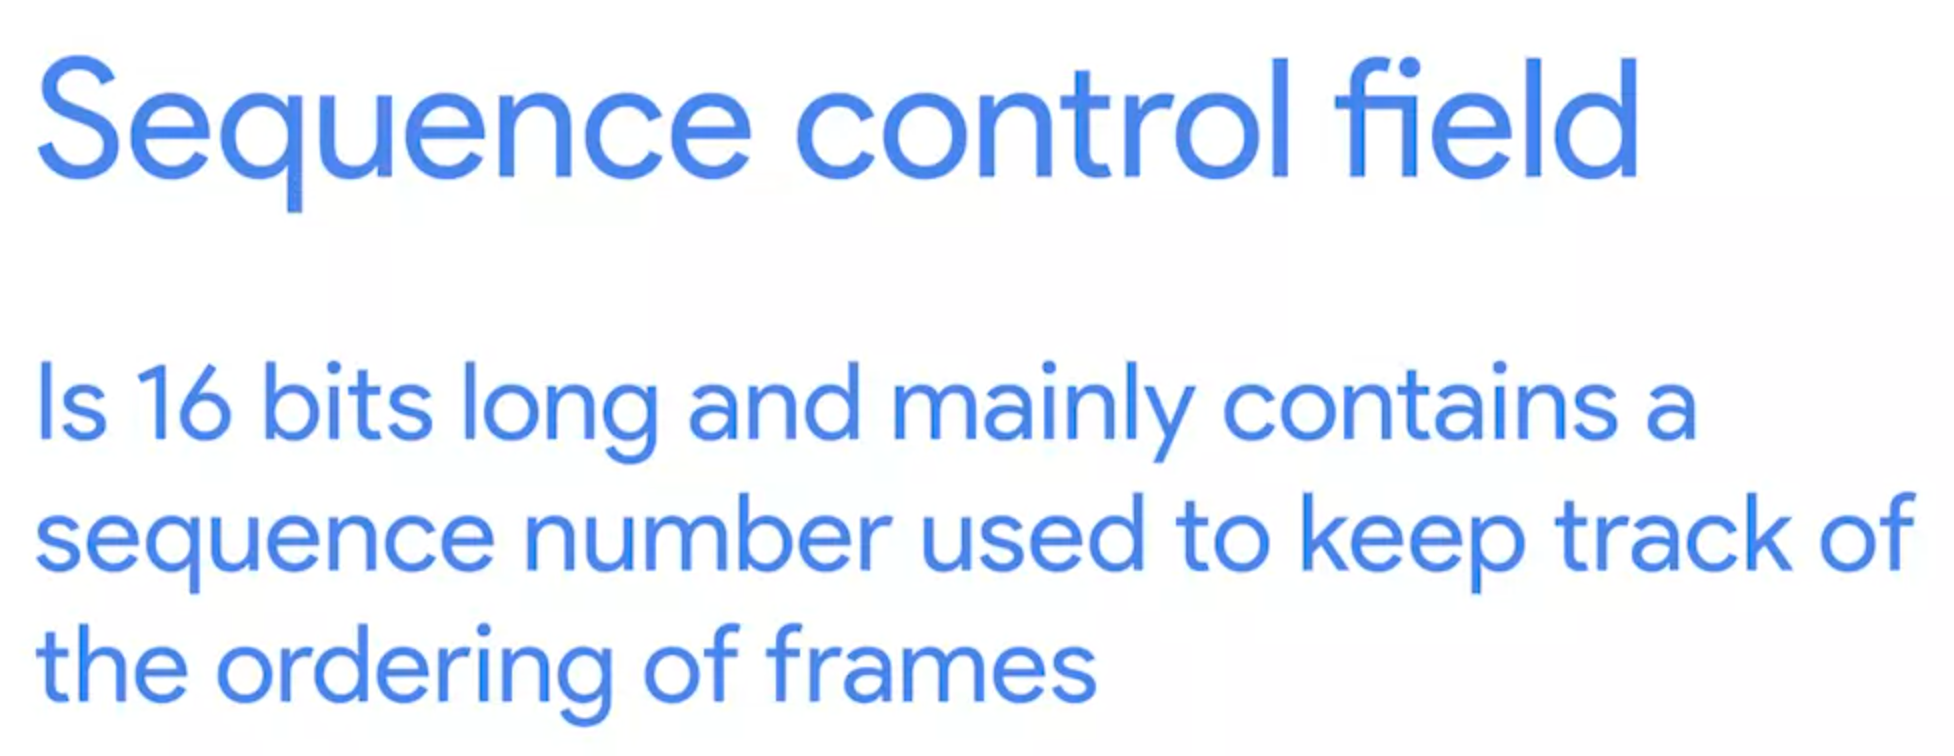 Sequence control field
Is 16 bits long and mainly contains a
sequence number used to keep track of
the ordering of frames